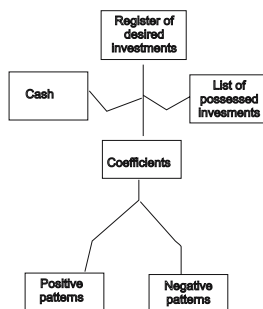 Register of
desired
investments
Cash
List of
possessed
invesments
Coefficients
Positive
patterns
Negative
patterns